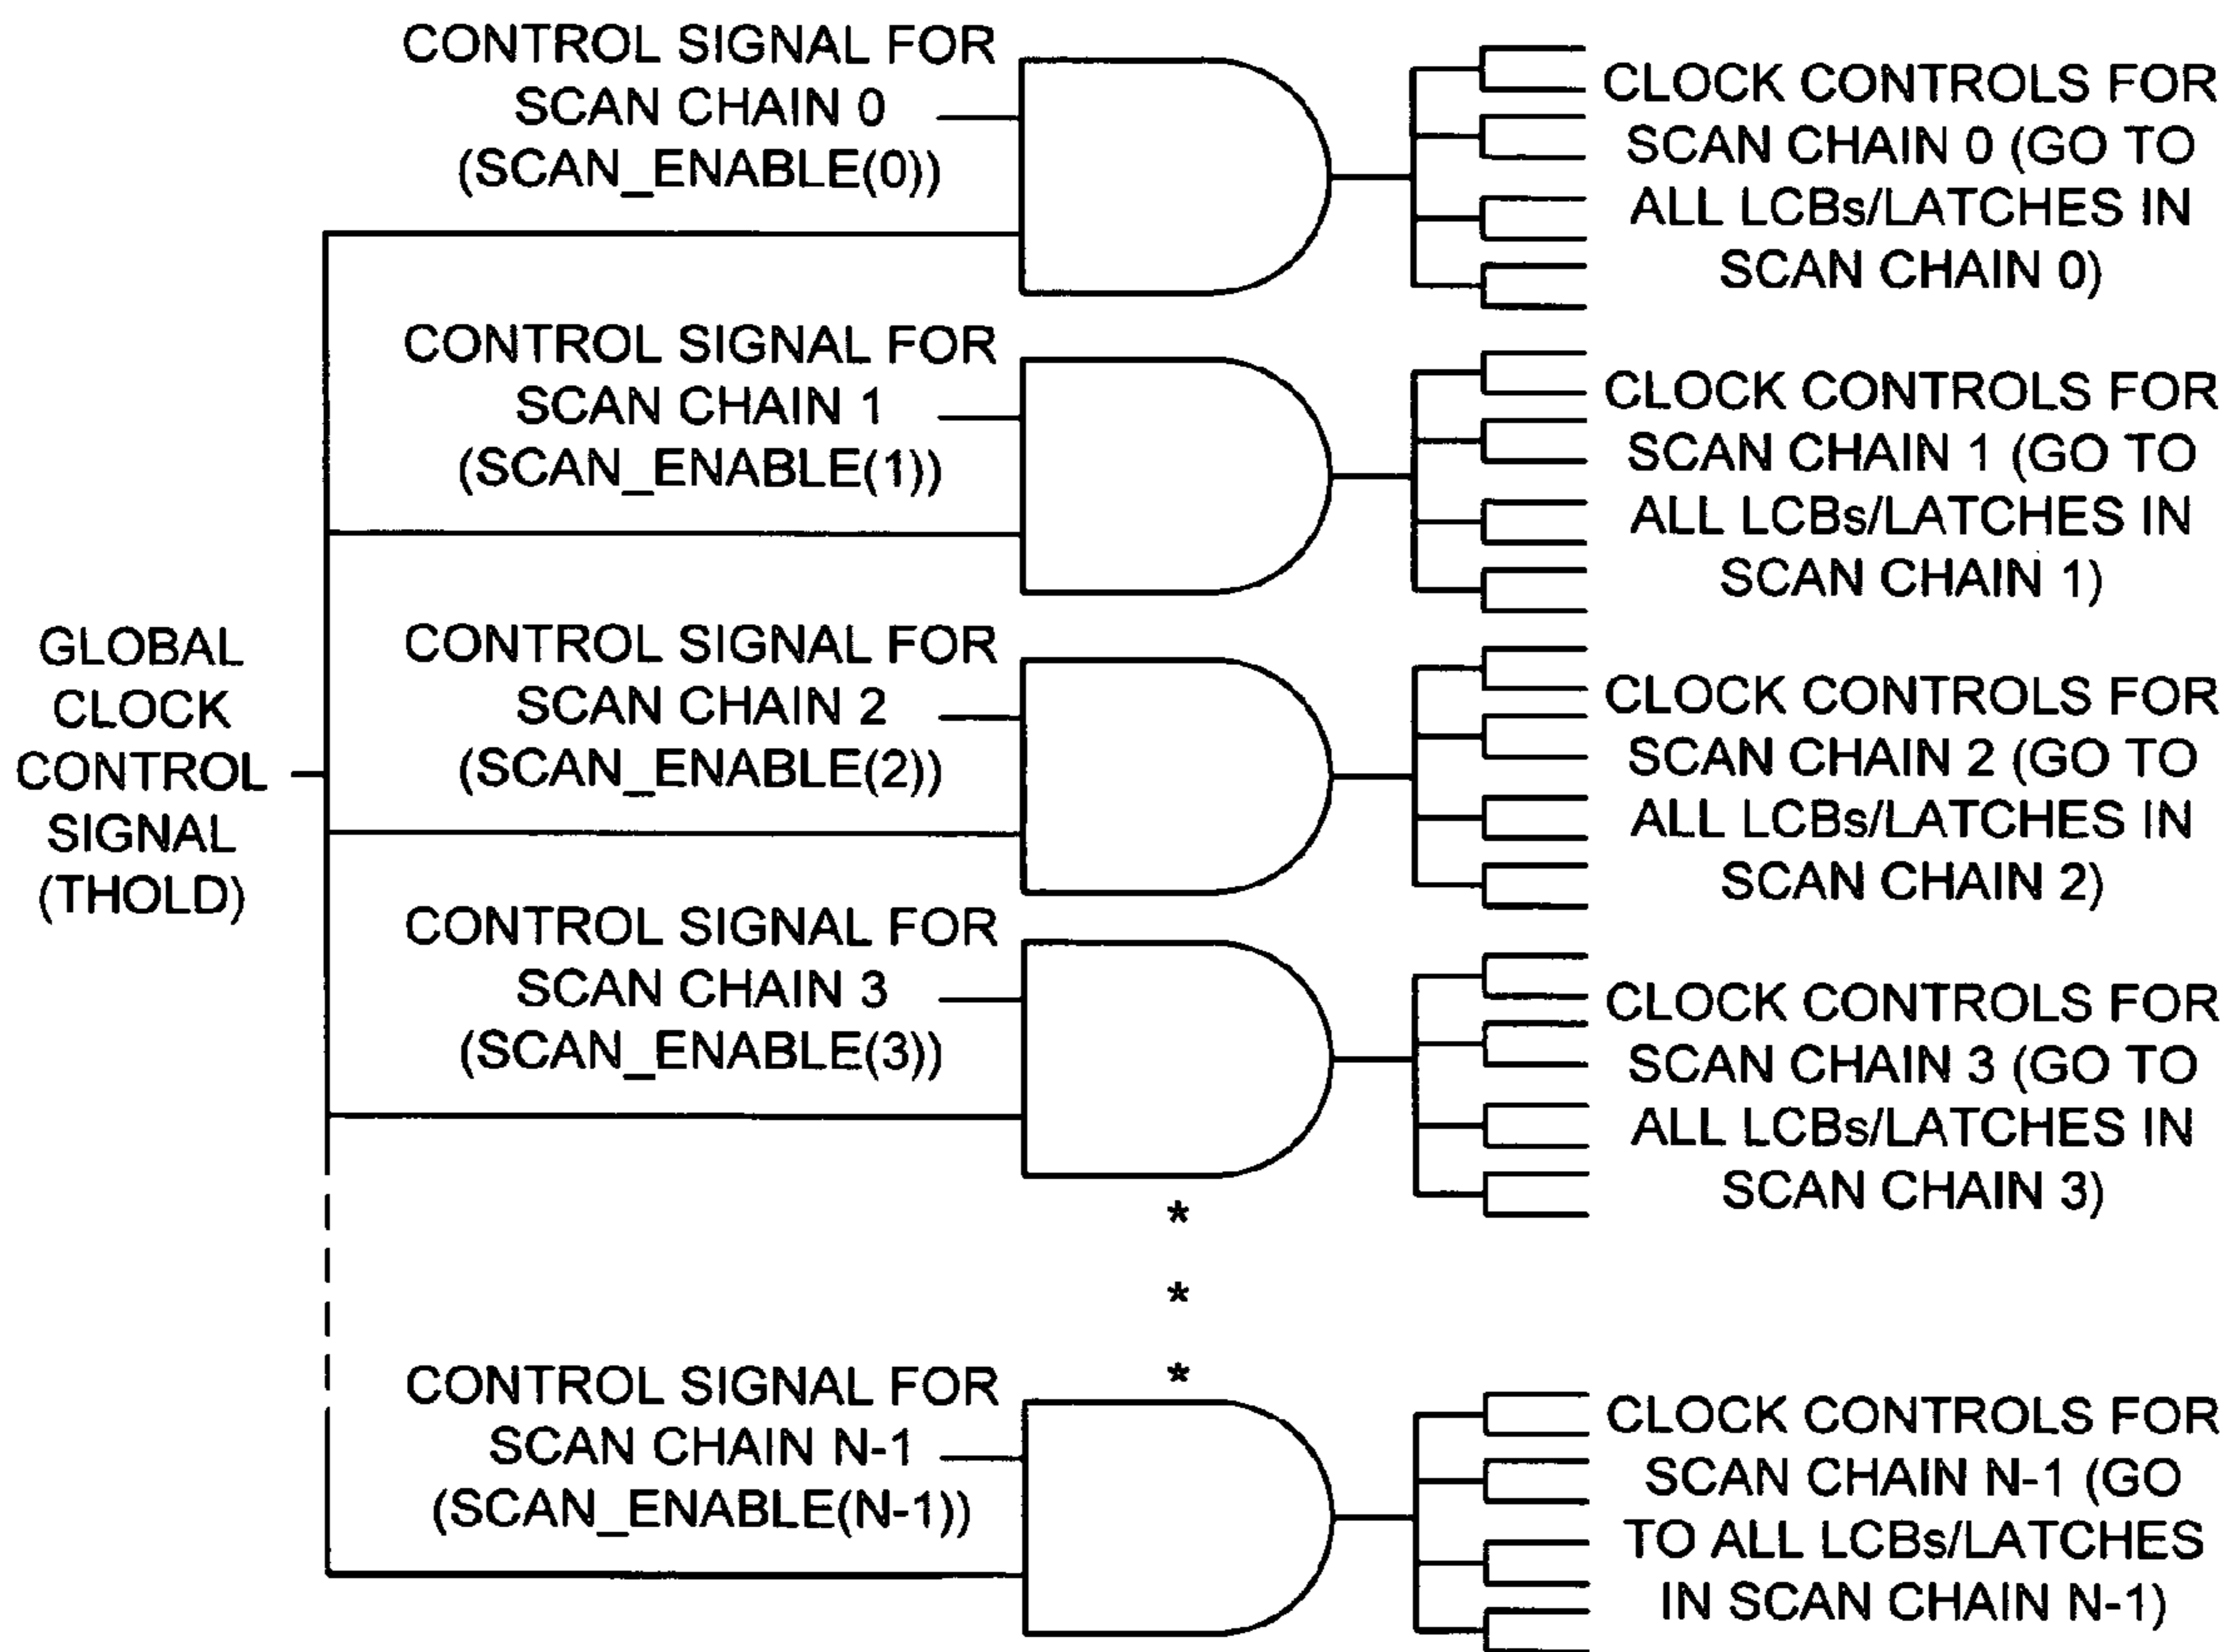 CONTROL SIGNAL FOR
SCAN CHAIN 0
(SCAN_ENABLE(0))
CLOCK CONTROLS FOR
SCAN CHAIN 0 (GO TO
ALL LCBs/LATCHES IN
SCAN CHAIN 0)
CONTROL SIGNAL FOR
SCAN CHAIN 1
(SCAN_ENABLE(1))
CLOCK CONTROLS FOR
SCAN CHAIN 1 (GO TO
ALL LCBs/LATCHES IN
SCAN CHAIN 1)
GLOBAL
CLOCK
CONTROL
SIGNAL
(THOLD)
CONTROL SIGNAL FOR
SCAN CHAIN 2
(SCAN_ENABLE(2))
CLOCK CONTROLS FOR
SCAN CHAIN 2 (GO TO
ALL LCBs/LATCHES IN
SCAN CHAIN 2)
CONTROL SIGNAL FOR
SCAN CHAIN 3
(SCAN_ENABLE(3))
CLOCK CONTROLS FOR
SCAN CHAIN 3 (GO TO
ALL LCBs/LATCHES IN
SCAN CHAIN 3)
*
*
*
CONTROL SIGNAL FOR
SCAN CHAIN N-1
(SCAN_ENABLE(N-1))
CLOCK CONTROLS FOR
SCAN CHAIN N-1 (GO
TO ALL LCBs/LATCHES
IN SCAN CHAIN N-1)